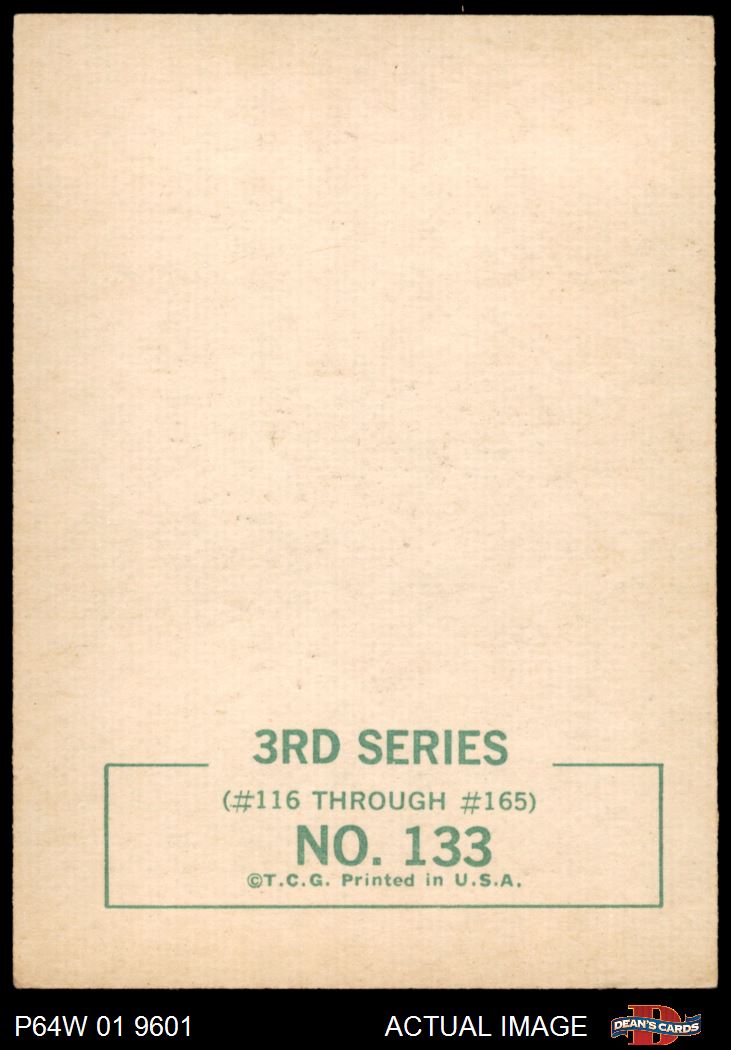 3RD SERIES
(#116 THROUGH #165)
NO. 133
©T.C.G. Printed in U.S.A.
P64W 01 9601
ACTUAL IMAGE
D
DEAN'S CARDS